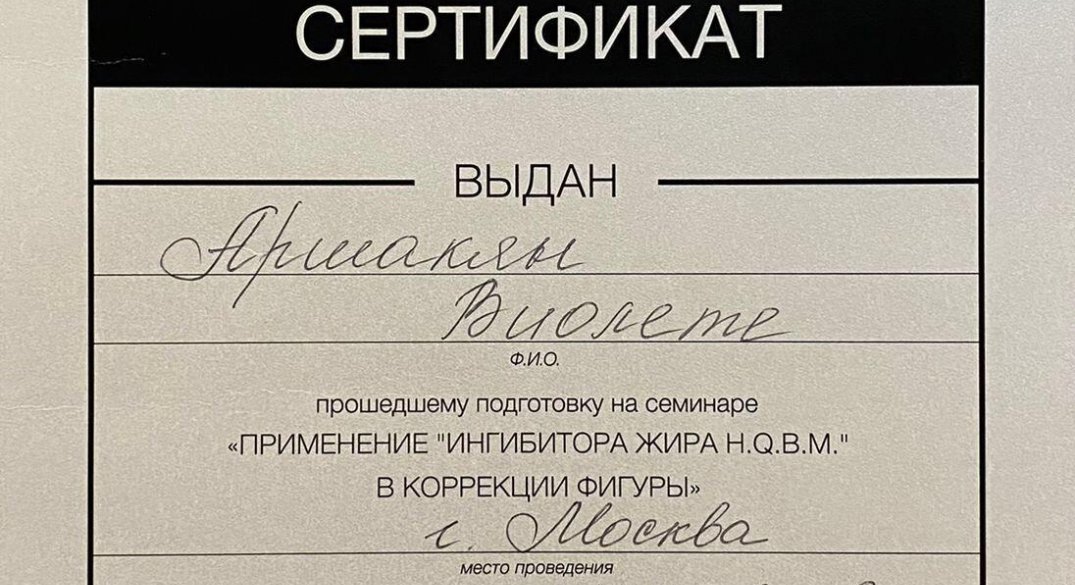 СЕРТИФИКАТ
ВЫДАН
Аршакян
Виолете
Ф.И.О.
прошедшему подготовку на семинаре
«ПРИМЕНЕНИЕ "ИНГИБИТОРА ЖИРА H.Q.B.M."
В КОРРЕКЦИИ ФИГУРЫ»
г. Москва
место проведения